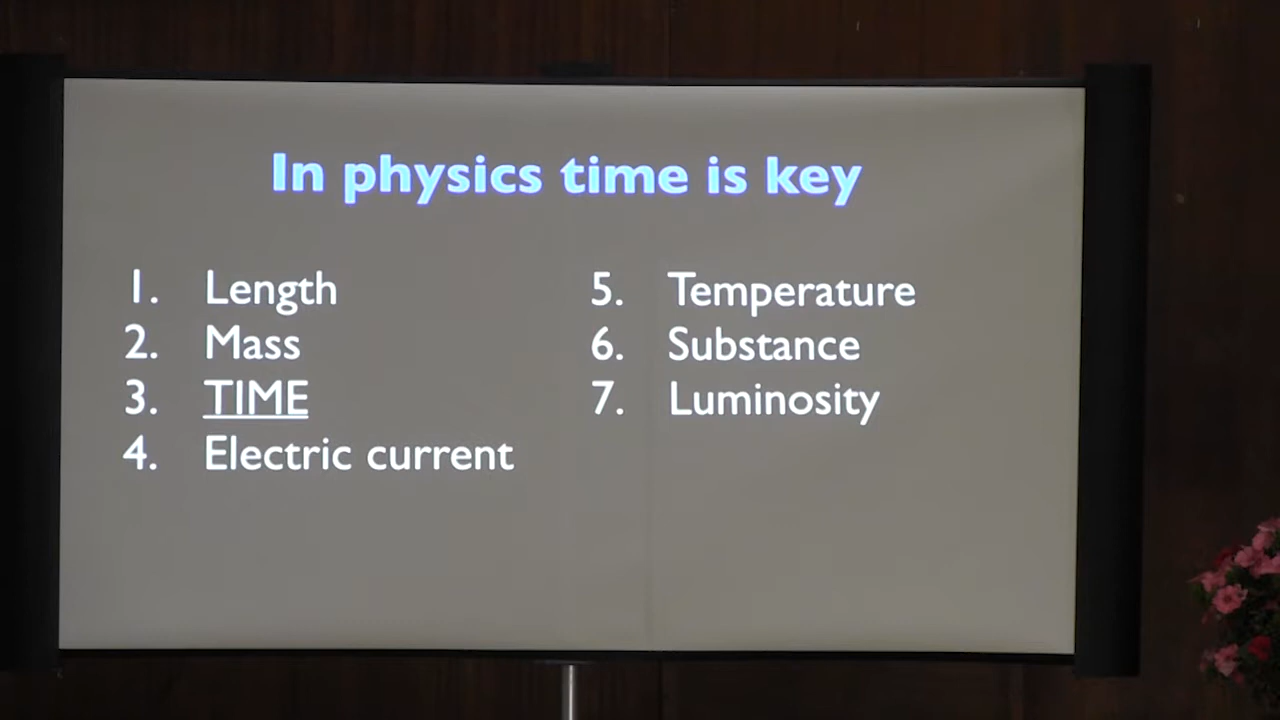 In physics time is key
1. Length
2. Mass
3. TIME
4. Electric current
5. Temperature
6. Substance
7. Luminosity